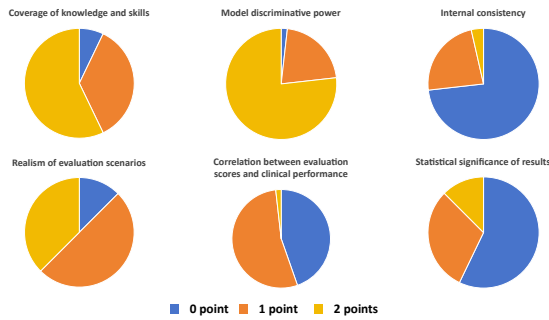 Coverage of knowledge and skills
Model discriminative power
Internal consistency
Realism of evaluation scenarios
Correlation between evaluation
scores and clinical performance
Statistical significance of results
0 point
1 point
2 points